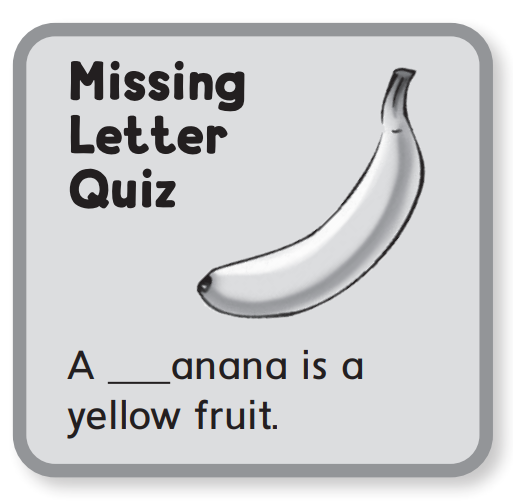 Missing
Letter
Quiz
A ___anana is a
yellow fruit.